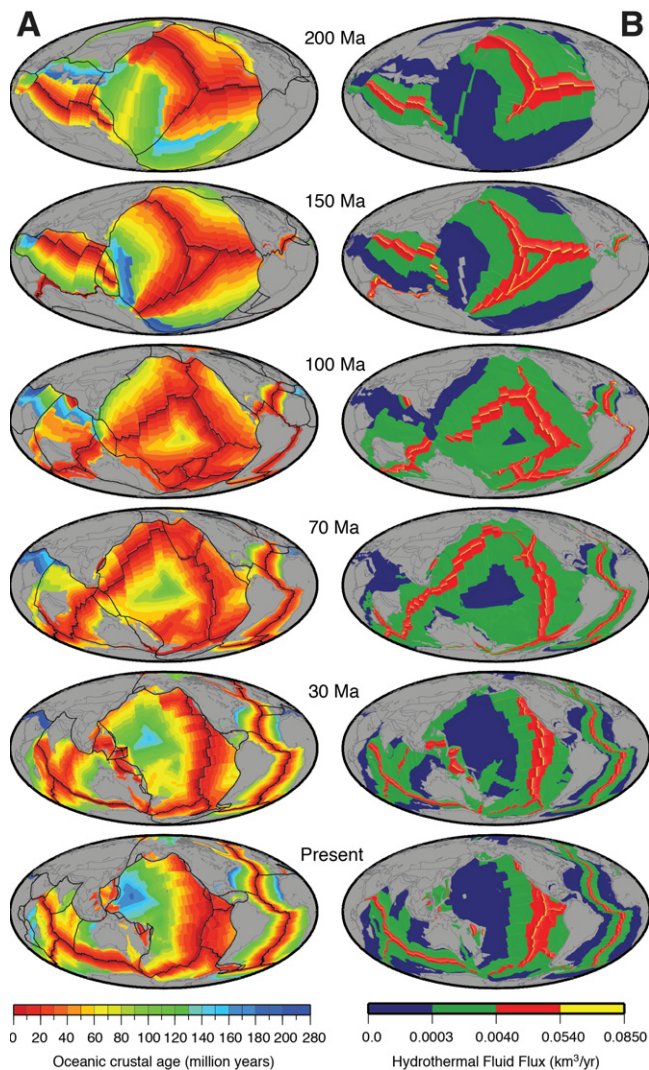 A
B
200 Ma
150 Ma
100 Ma
70 Ma
30 Ma
Present
0 20 40 60 80 100 120 140 160 180 200 280
Oceanic crustal age (million years)
0.0 0.0003 0.0040 0.0540 0.0850
Hydrothermal Fluid Flux (km³/yr)